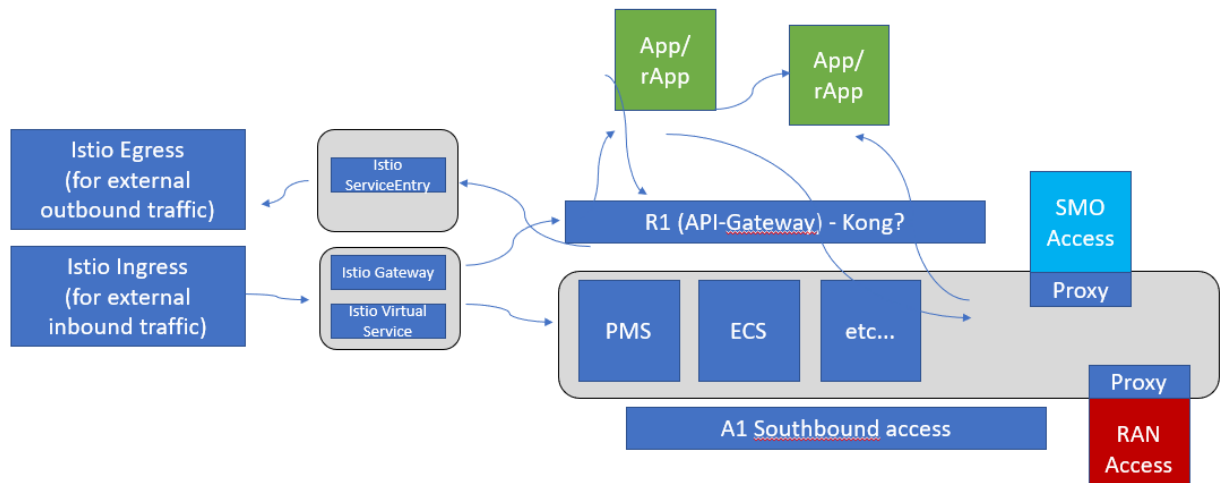 App/
rApp
App/
rApp
Istio Egress
(for external
outbound traffic)
Istio
ServiceEntry
R1 (API-Gateway) - Kong?
SMO
Access
Istio Ingress
(for external
inbound traffic)
Istio Gateway
Istio Virtual
Service
Proxy
PMS
ECS
etc...
Proxy
A1 Southbound access
RAN
Access